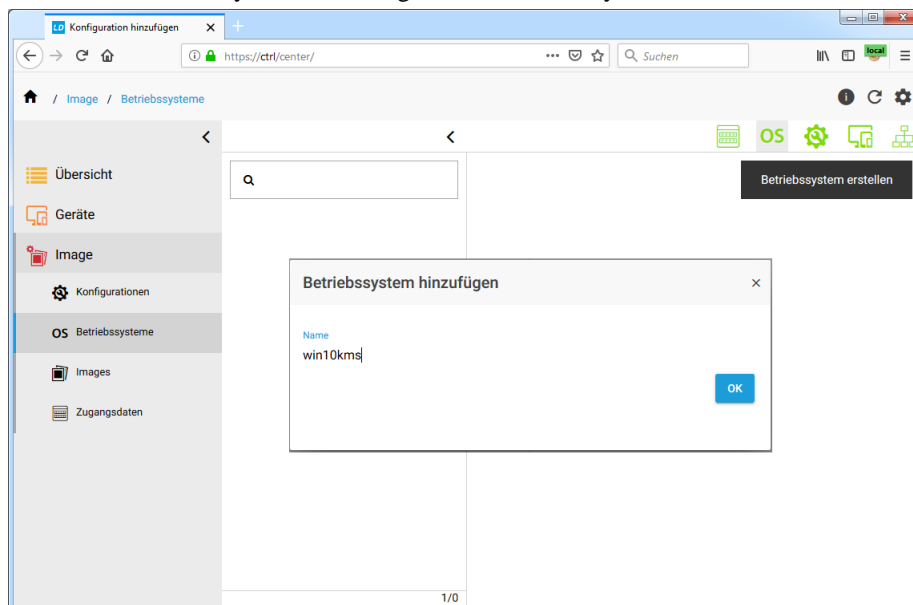 LD Konfiguration hinzufügen
https://ctrl/center/
Suchen
local
/ Image / Betriebssysteme
OS
Übersicht
Betriebssystem erstellen
Geräte
Image
Betriebssystem hinzufügen
Konfigurationen
Name
OS Betriebssysteme
win10kms
Images
OK
Zugangsdaten
1/0